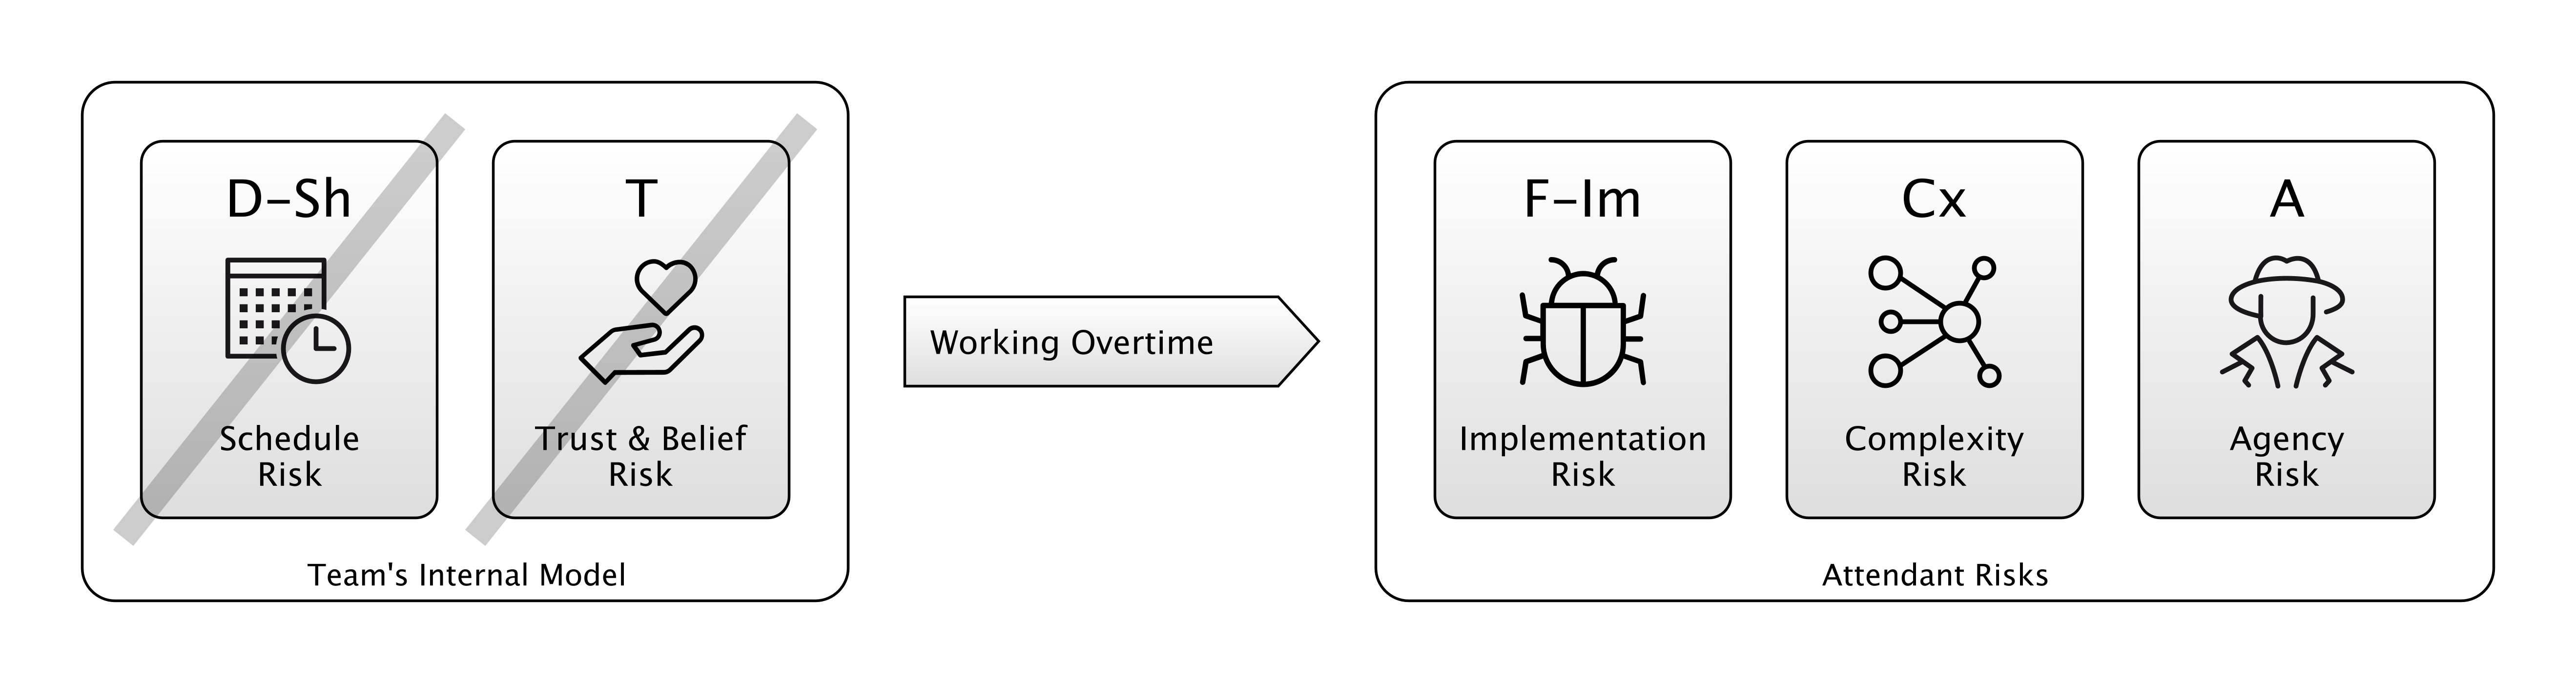 D–Sh
Schedule
Risk
T
Trust & Belief
Risk
Team's Internal Model
Working Overtime
F–Im
Implementation
Risk
Cx
Complexity
Risk
A
Agency
Risk
Attendant Risks